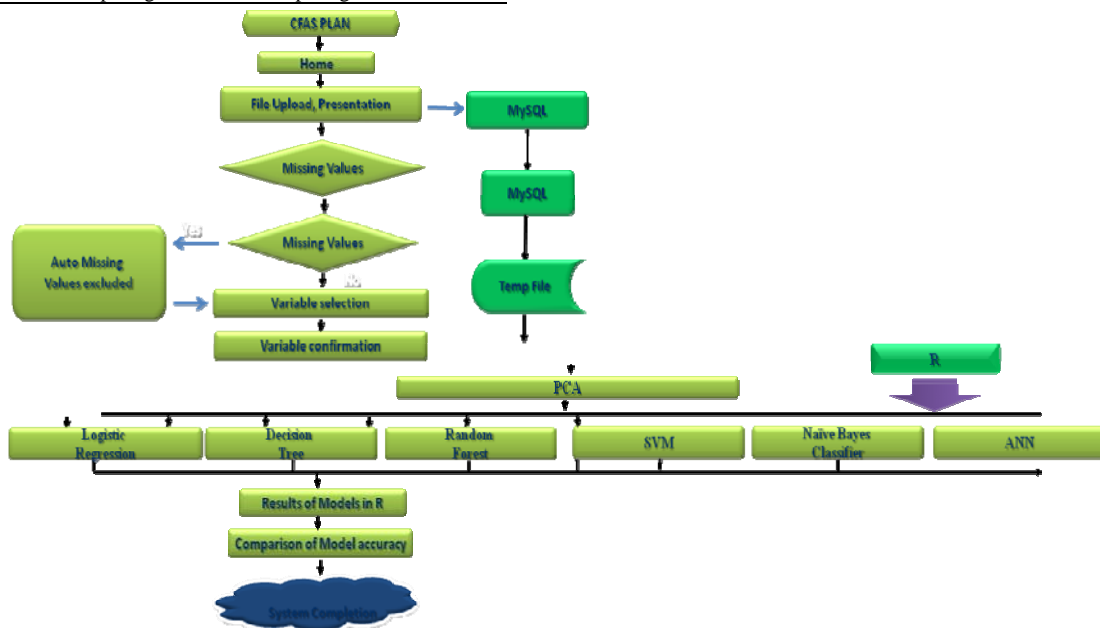 CFAS PLAN
Home
File Upload, Presentation
MySQL
Missing Values
MySQL
Yes
Missing Values
Auto Missing
Values excluded
No
Temp File
Variable selection
Variable confirmation
R
PCA
Logistic
Regression
Decision
Tree
Random
Forest
SVM
Naïve Bayes
Classifier
ANN
Results of Models in R
Comparison of Model accuracy
System Completion